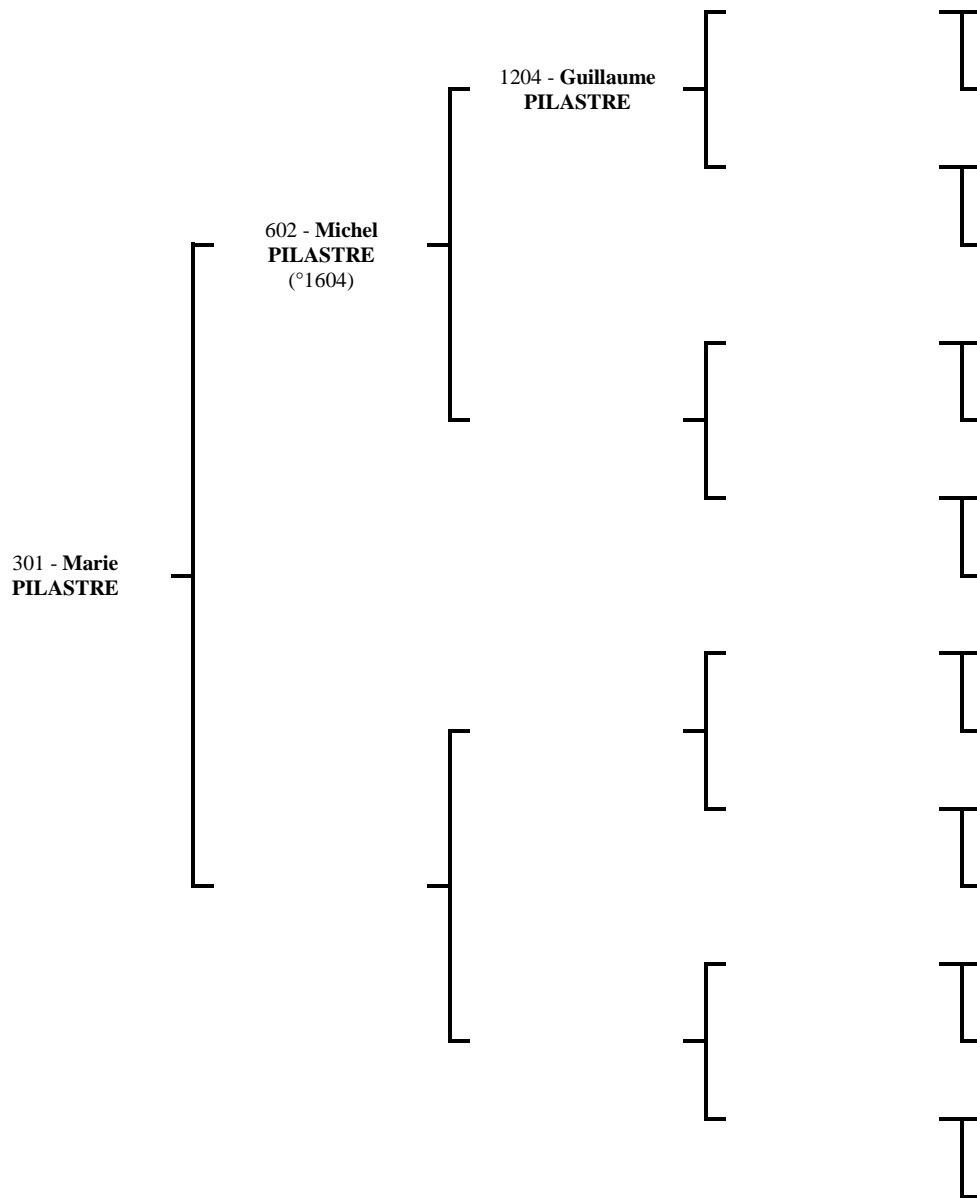 1204 - Guillaume
PILASTRE
602 - Michel
PILASTRE
(°1604)
301 - Marie
PILASTRE